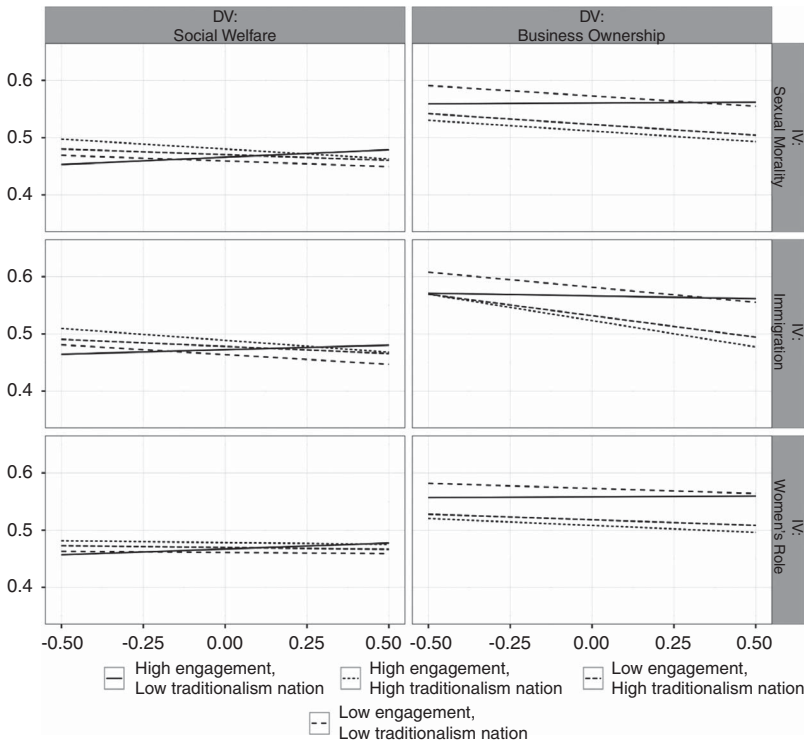 DV:
Social Welfare
DV:
Business Ownership
0.6
0.5
0.4
IV:
Sexual Morality
0.6
0.5
0.4
IV:
Immigration
0.6
0.5
0.4
IV:
Women's Role
-0.50 -0.25 0.00 0.25 0.50 -0.50 -0.25 0.00 0.25 0.50
High engagement,
Low traditionalism nation
High engagement,
High traditionalism nation
Low engagement,
High traditionalism nation
Low engagement,
Low traditionalism nation